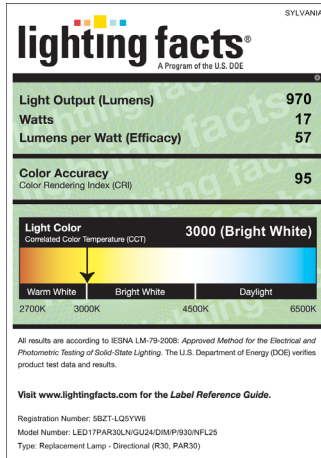 SYLVANIA
lighting facts®
A Program of the U.S. DOE
Light Output (Lumens) 970
Watts 17
Lumens per Watt (Efficacy) 57
Color Accuracy 95
Color Rendering Index (CRI)
Light Color
Correlated Color Temperature (CCT)
3000 (Bright White)
Warm White Bright White Daylight
2700K 3000K 4500K 6500K
All results are according to IESNA LM-79-2008: Approved Method for the Electrical and
Photometric Testing of Solid-State Lighting. The U.S. Department of Energy (DOE) verifies
product test data and results.
Visit www.lightingfacts.com for the Label Reference Guide.
Registration Number: 5BZT-LQ5YW6
Model Number: LED17PAR30LN/GU24/DIM/P/930/NFL25
Type: Replacement Lamp - Directional (R30, PAR30)